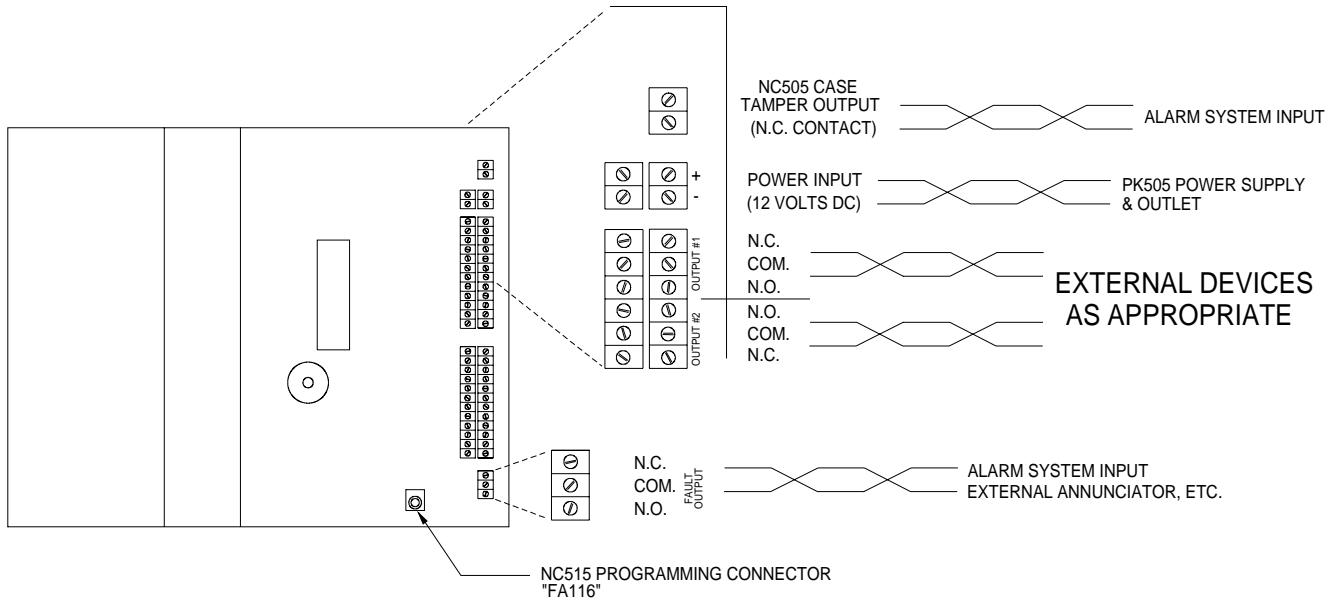 NC505 CASE
TAMPER OUTPUT
(N.C. CONTACT)
ALARM SYSTEM INPUT
+
-
POWER INPUT
(12 VOLTS DC)
PK505 POWER SUPPLY
& OUTLET
OUTPUT #1
N.C.
COM.
N.O.
OUTPUT #2
N.O.
COM.
N.C.
EXTERNAL DEVICES
AS APPROPRIATE
N.C.
COM.
N.O.
FAULT
OUTPUT
ALARM SYSTEM INPUT
EXTERNAL ANNUNCIATOR, ETC.
NC515 PROGRAMMING CONNECTOR
"FA116"